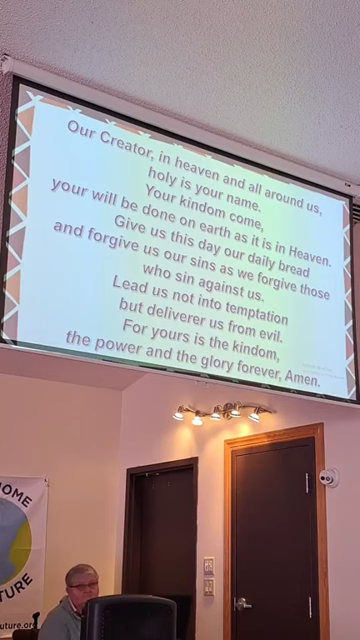 Our Creator, in heaven and all around us,
holy is your name.
Your kindom come,
your will be done on earth as it is in Heaven.
Give us this day our daily bread
and forgive us our sins as we forgive those
who sin against us.
Lead us not into temptation
but deliverer us from evil.
For yours is the kindom,
the power and the glory forever, Amen.
OME
TURE
uture.org